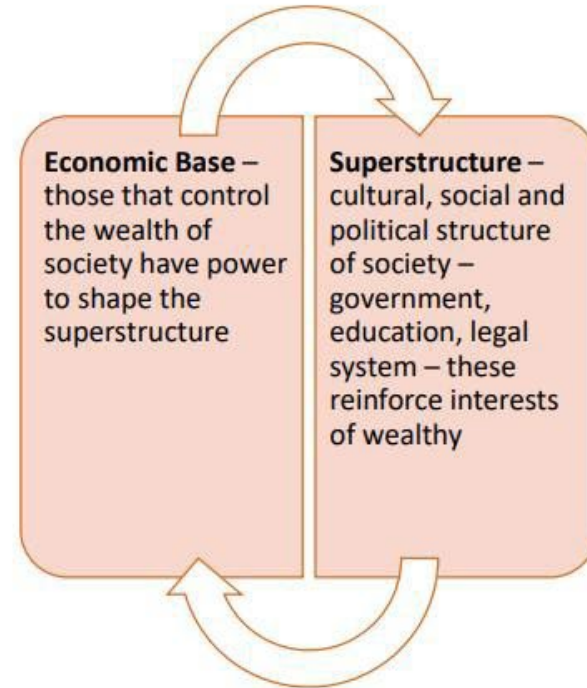 Economic Base –
those that control
the wealth of
society have power
to shape the
superstructure
Superstructure –
cultural, social and
political structure
of society –
government,
education, legal
system – these
reinforce interests
of wealthy